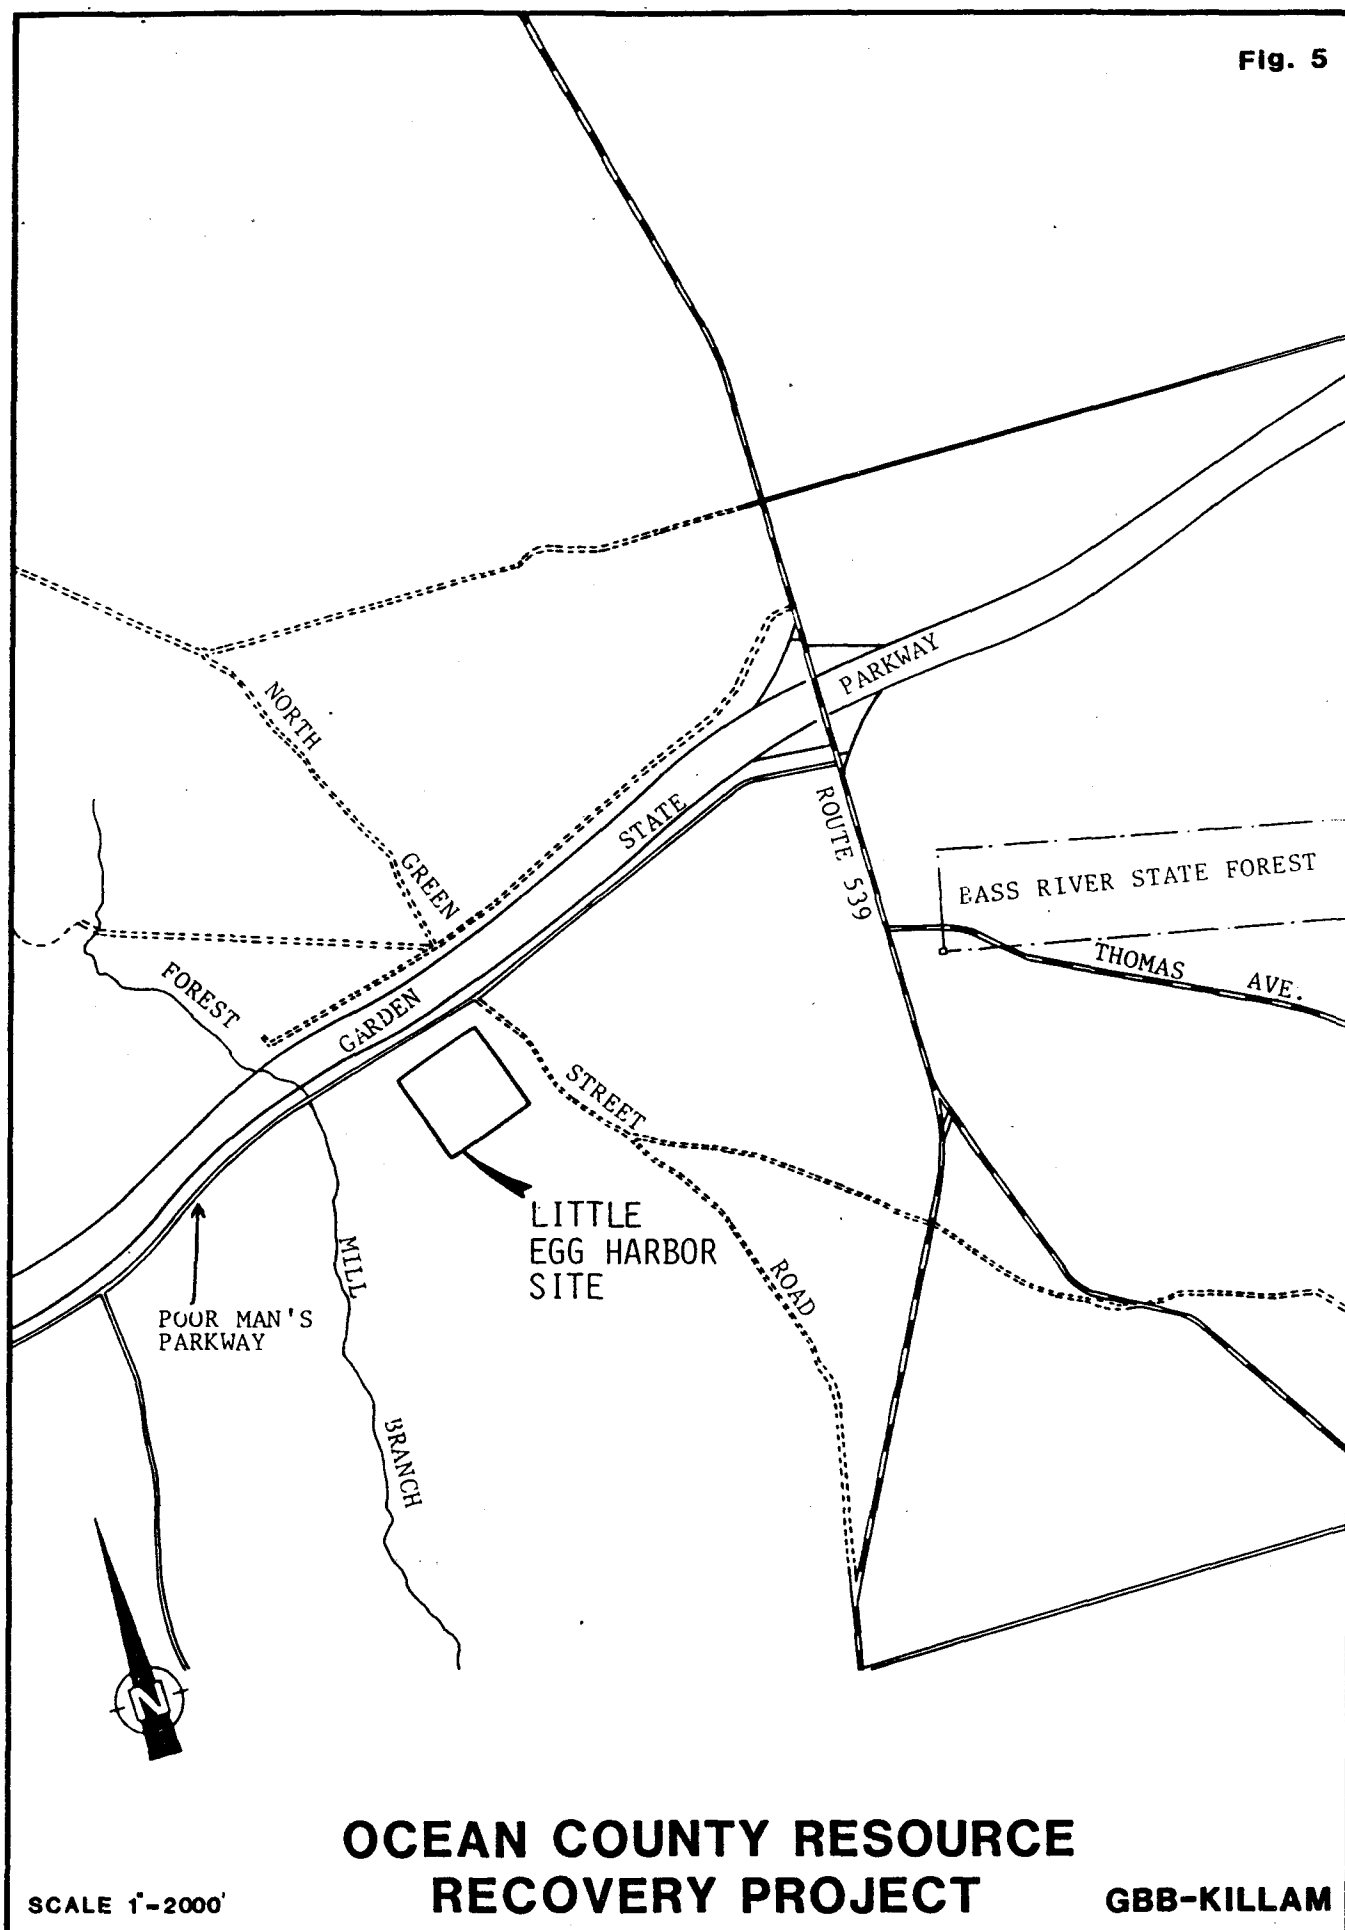 Fig. 5
PARKWAY
NORTH
STATE
ROUTE 539
GREEN
BASS RIVER STATE FOREST
THOMAS AVE.
FOREST
GARDEN
STREET
LITTLE
EGG HARBOR
SITE
MILL
ROAD
POOR MAN'S
PARKWAY
BRANCH
N
OCEAN COUNTY RESOURCE
RECOVERY PROJECT
SCALE 1"-2000'
GBB-KILLAM